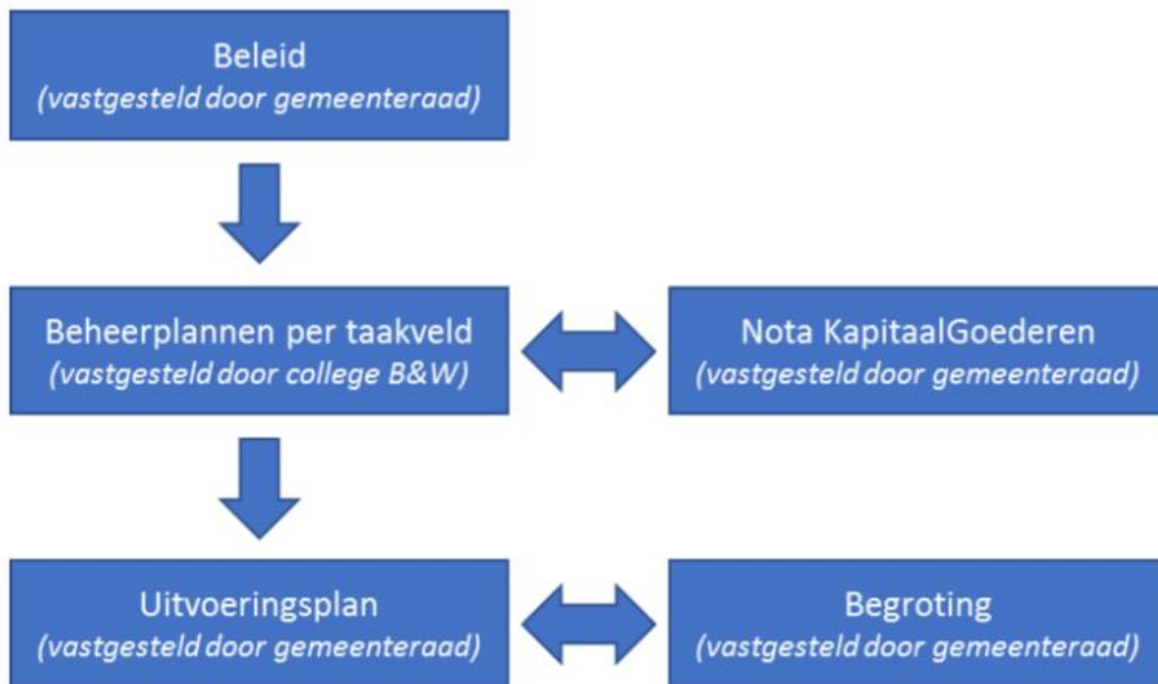 Beleid
(vastgesteld door gemeenteraad)
Beheerplannen per taakveld
(vastgesteld door college B&W)
Nota KapitaalGoederen
(vastgesteld door gemeenteraad)
Uitvoeringsplan
(vastgesteld door gemeenteraad)
Begroting
(vastgesteld door gemeenteraad)